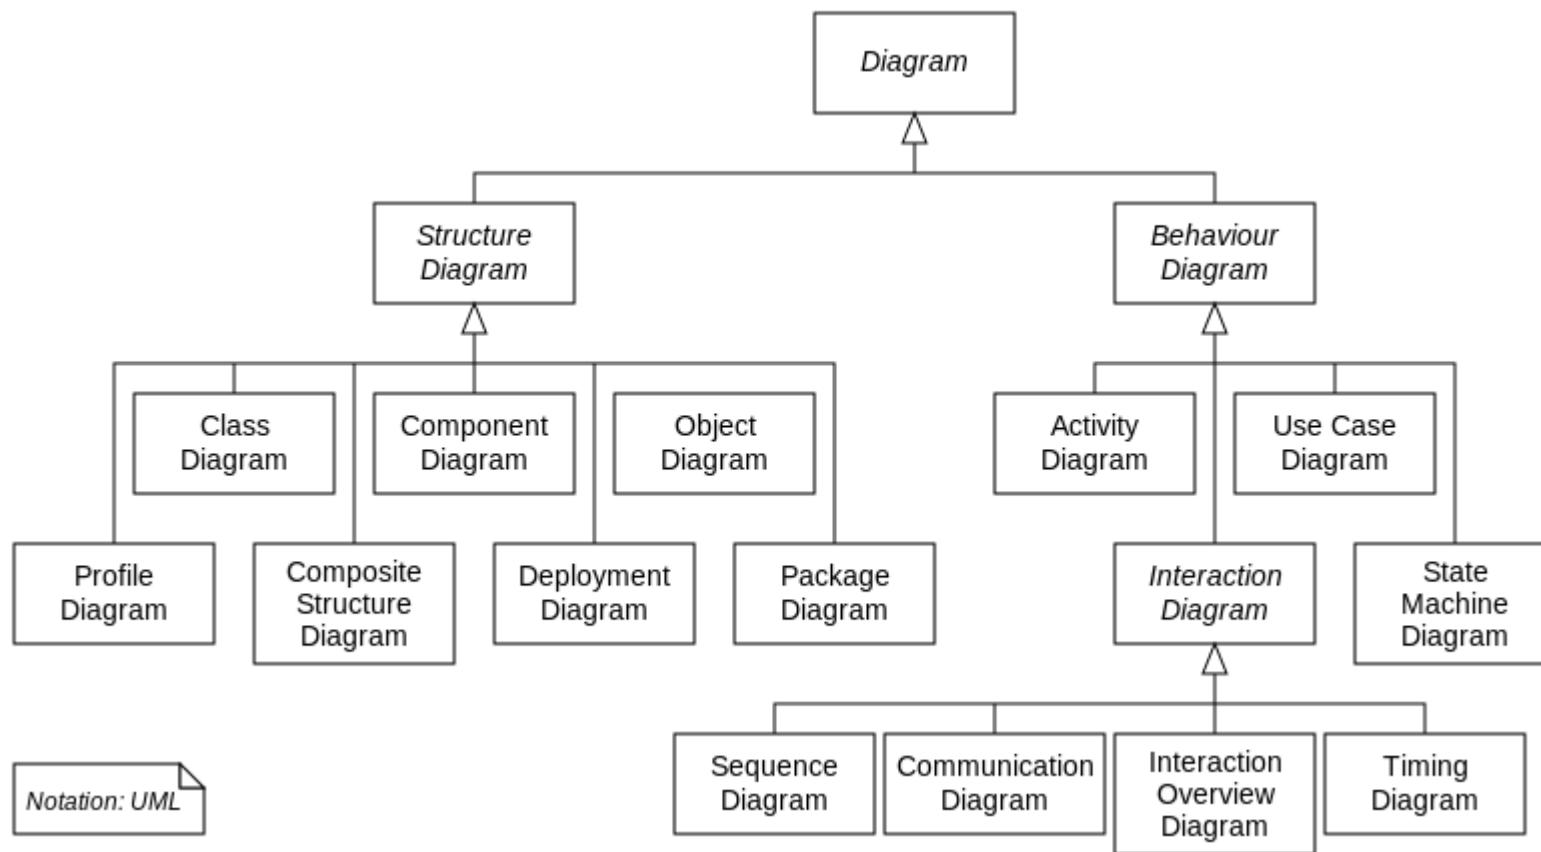 Diagram
Structure
Diagram
Behaviour
Diagram
Class
Diagram
Component
Diagram
Object
Diagram
Activity
Diagram
Use Case
Diagram
Profile
Diagram
Composite
Structure
Diagram
Deployment
Diagram
Package
Diagram
Interaction
Diagram
State
Machine
Diagram
Sequence
Diagram
Communication
Diagram
Interaction
Overview
Diagram
Timing
Diagram
Notation: UML